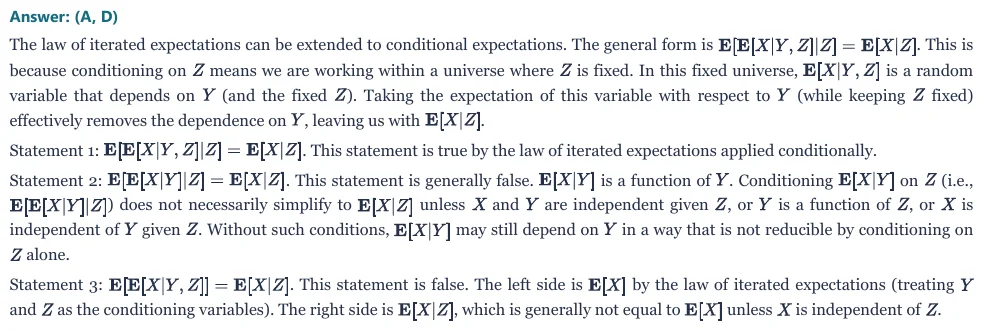 Answer: (A, D)
The law of iterated expectations can be extended to conditional expectations. The general form is E[E[X|Y, Z]|Z] = E[X|Z]. This is
because conditioning on Z means we are working within a universe where Z is fixed. In this fixed universe, E[X|Y, Z] is a random
variable that depends on Y (and the fixed Z). Taking the expectation of this variable with respect to Y (while keeping Z fixed)
effectively removes the dependence on Y, leaving us with E[X|Z].
Statement 1: E[E[X|Y, Z]|Z] = E[X|Z]. This statement is true by the law of iterated expectations applied conditionally.
Statement 2: E[E[X|Y]|Z] = E[X|Z]. This statement is generally false. E[X|Y] is a function of Y. Conditioning E[X|Y] on Z (i.e.,
E[E[X|Y]|Z]) does not necessarily simplify to E[X|Z] unless X and Y are independent given Z, or Y is a function of Z, or X is
independent of Y given Z. Without such conditions, E[X|Y] may still depend on Y in a way that is not reducible by conditioning on
Z alone.
Statement 3: E[E[X|Y, Z]] = E[X|Z]. This statement is false. The left side is E[X] by the law of iterated expectations (treating Y
and Z as the conditioning variables). The right side is E[X|Z], which is generally not equal to E[X] unless X is independent of Z.